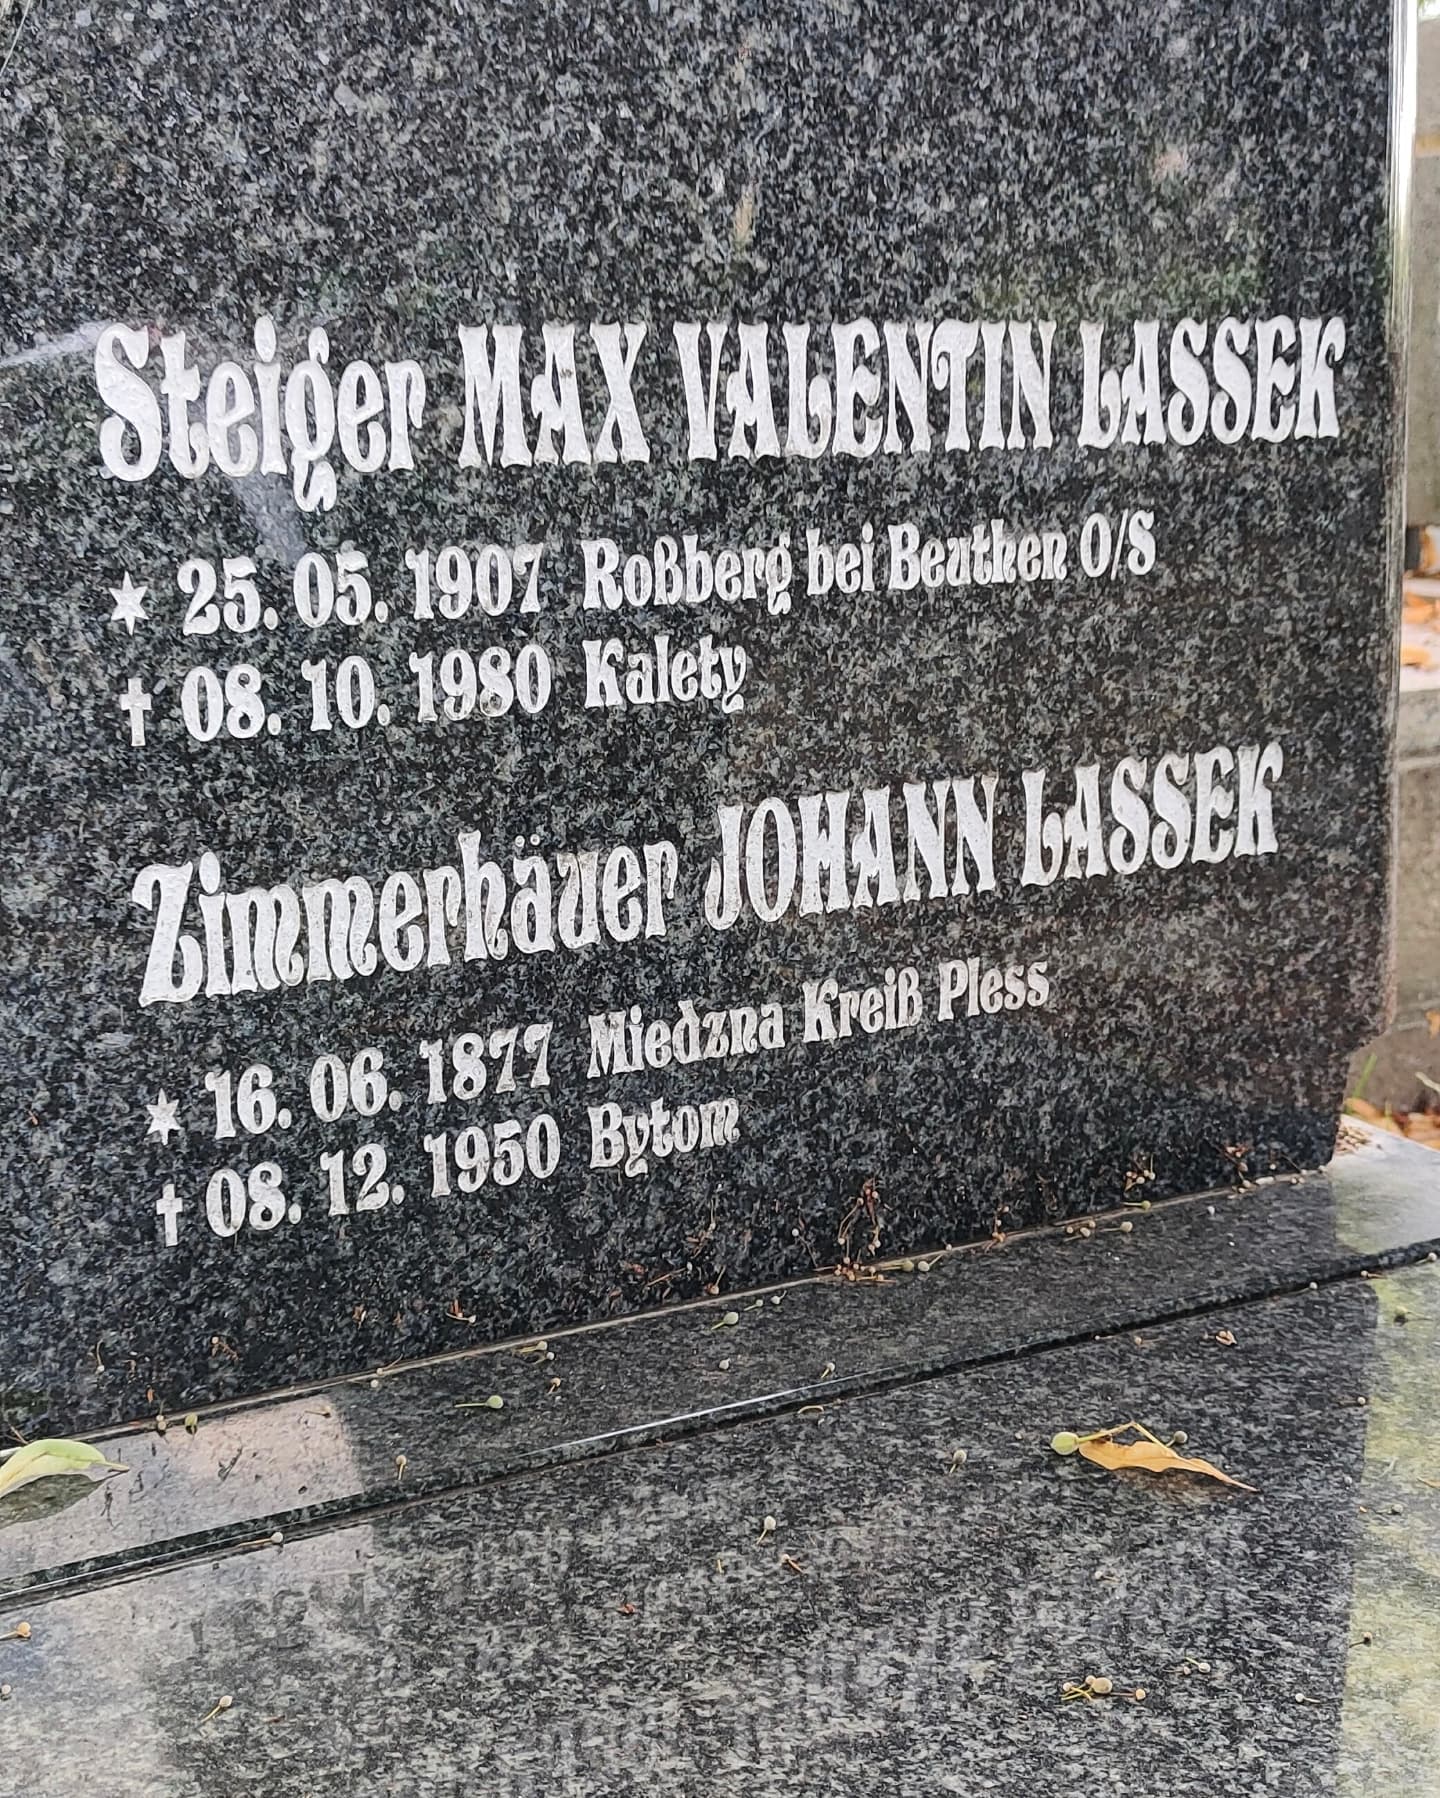 Steiger MAX VALENTIN LASSEK
✶ 25. 05. 1907 Roßberg bei Beuthen O/S
† 08. 10. 1980 Kalety
Zimmerhäuer JOHANN LASSEK
✶ 16. 06. 1877 Miedzna Kreiß Pless
† 08. 12. 1950 Bytom